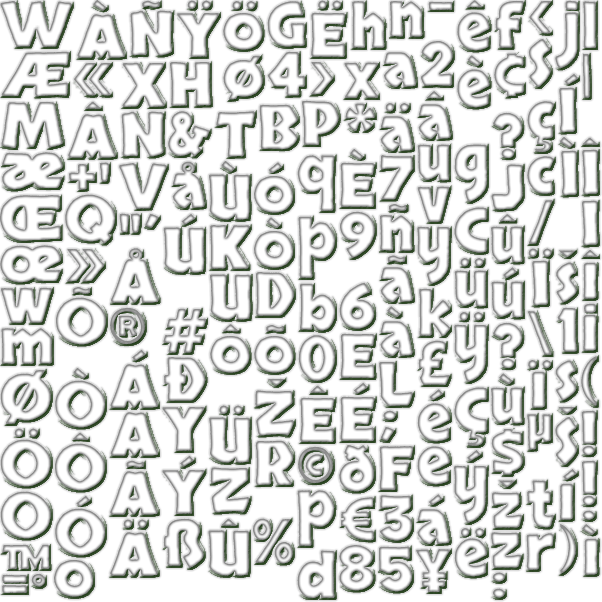 W À Ñ Ÿ Ö G Ë h n – ê f ‹ j |
Æ « X H Ø 4 › x a 2 è ç s
M Â N & T B P * ä â ? ç Í
æ + ' V å Ù ó q È 7 u g j č Ì Î
Œ Q " ' Ú K Ò p 9 ñ v C û / I
œ » Å U D b 6 ã y ü ú Ï š Î
W Õ ® # ô õ 0 E à k ÿ ? \ 1 i
m Ð L £ ù ï s (
Ø Ò Á Y Ü Ž Ê É ; é ç µ š !
Ö Ô A R © ð F e Š
O Ó Ã Ý Z p € 3 á ý ž t Í
™ = ° o Ä ß Û % d 8 5 ¥ ë z r ) ì